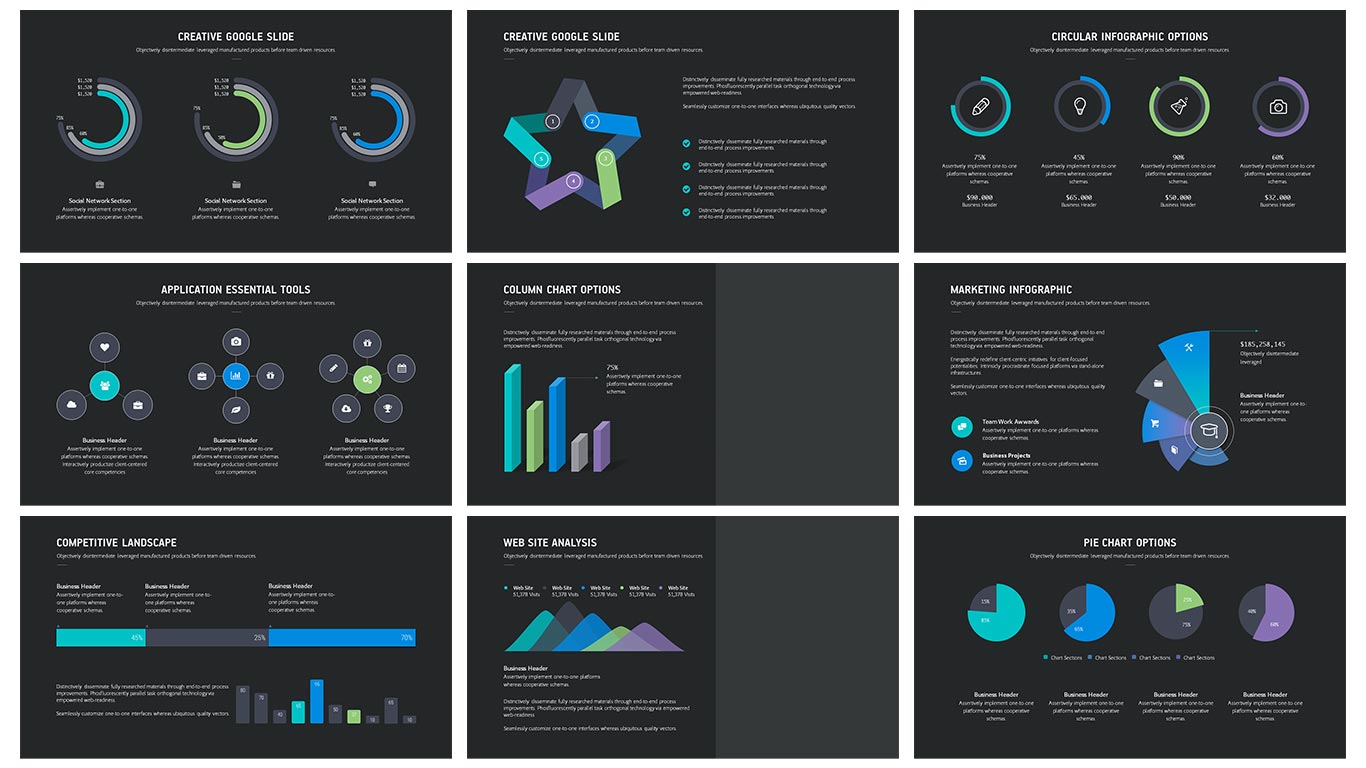 CREATIVE GOOGLE SLIDE
Objectively disintermediate leveraged manufactured products before team driven resources
$1,520
$1,520
$1,520
75%
85%
60%
$1,520
$1,520
$1,520
75%
85%
50%
$1,520
$1,520
$1,520
75%
85%
60%
Social Network Section
Assertively implement one-to-one
platforms whereas cooperative schemas.
Social Network Section
Assertively implement one-to-one
platforms whereas cooperative schemas.
Social Network Section
Assertively implement one-to-one
platforms whereas cooperative schemas.
CREATIVE GOOGLE SLIDE
Objectively disintermediate leveraged manufactured products before team driven resources
1
2
3
4
5
Distinctively disseminate fully researched materials through end-to-end process
improvements. Phosfluorescently parallel task orthogonal technology via
empowered web-readiness
Seamlessly customize one-to-one interfaces whereas ubiquitous quality vectors.
Distinctively disseminate fully researched materials through
end-to-end process improvements.
Distinctively disseminate fully researched materials through
end-to-end process improvements
Distinctively disseminate fully researched materials through
end-to-end process improvements
Distinctively disseminate fully researched materials through
end-to-end process improvements
CIRCULAR INFOGRAPHIC OPTIONS
Objectively disintermediate leveraged manufactured products before team driven resources
75%
Assertively implement one-to-one
platforms whereas cooperative
schemas
$90.000
Business Header
45%
Assertively implement one-to-one
platforms whereas cooperative
schemas.
$65.000
Business Header
90%
Assertively implement one-to-one
platforms whereas cooperative
schemas.
$50.000
Business Header
60%
Assertively implement one-to-one
platforms whereas cooperative
schemas.
$32.000
Business Header
APPLICATION ESSENTIAL TOOLS
Objectively disintermediate leveraged manufactured products before team driven resources
Business Header
Assertively implement one-to-one
platforms whereas cooperative schemas.
Interactively productize client-centered
core competencies
Business Header
Assertively implement one-to-one
platforms whereas cooperative schemas.
Interactively productize client-centered
core competencies
Business Header
Assertively implement one-to-one
platforms whereas cooperative schemas.
Interactively productize client-centered
core competencies
COLUMN CHART OPTIONS
Objectively disintermediate leveraged manufactured products before team driven resources.
Distinctively disseminate fully researched materials through end-to-end process
improvements. Phosfluorescently parallel task orthogonal technology via
empowered web-readiness
75%
Assertively implement one-to-one
platforms whereas cooperative
schemas.
MARKETING INFOGRAPHIC
Objectively disintermediate leveraged manufactured products before team driven resources
Distinctively disseminate fully researched materials through end-to-end
process improvements. Phosfluorescently parallel task orthogonal
technology via empowered web-readiness
Energistically redefine client-centric initiatives for client-focused
potentialities. Intrinsicly procrastinate focused platforms via stand-alone
infrastructures
Seamlessly customize one-to-one interfaces whereas ubiquitous quality
vectors.
Team Work Awwards
Assertively implement one-to-one platforms whereas
cooperative schemas.
Business Projects
Assertively implement one-to-one platforms whereas
cooperative schemas.
$185,258,145
Objectively disintermediate
leveraged
Business Header
Assertively implement one-to-
one platforms whereas
cooperative schemas.
COMPETITIVE LANDSCAPE
Objectively disintermediate leveraged manufactured products before team driven resources
Business Header
Assertively implement one-to-
one platforms whereas
cooperative schemas.
Business Header
Assertively implement one-to-
one platforms whereas
cooperative schemas.
Business Header
Assertively implement one-to-
one platforms whereas
cooperative schemas.
45%
25%
70%
Distinctively disseminate fully researched materials through end-to-end process
improvements. Phosfluorescently parallel task orthogonal technology via
empowered web-readiness
Seamlessly customize one-to-one interfaces whereas ubiquitous quality vectors
80
70
50
65
10
WEB SITE ANALYSIS
Objectively disintermediate leveraged manufactured products before team driven resources
Web Site
51,378 Visits
Web Site
51,378 Visits
Web Site
51,378 Visits
Web Site
51,378 Visits
Web Site
51,378 Visits
Business Header
Assertively implement one-to-one platforms
whereas cooperative schemas.
Distinctively disseminate fully researched materials through end-to-end process
improvements. Phosfluorescently parallel task orthogonal technology via empowered
web-readiness
Seamlessly customize one-to-one interfaces whereas ubiquitous quality vectors.
PIE CHART OPTIONS
Objectively disintermediate leveraged manufactured products before team driven resources
15%
85%
35%
65%
25%
75%
40%
60%
Chart Sections
Chart Sections
Chart Sections
Chart Sections
Business Header
Assertively implement one-to-one
platforms whereas cooperative
schemas.
Business Header
Assertively implement one-to-one
platforms whereas cooperative
schemas.
Business Header
Assertively implement one-to-one
platforms whereas cooperative
schemas.
Business Header
Assertively implement one-to-one
platforms whereas cooperative
schemas.